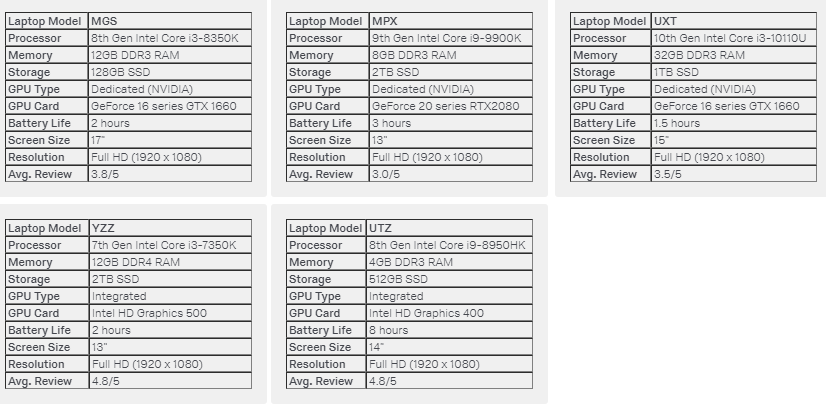 Laptop Model MGS
Processor 8th Gen Intel Core i3-8350K
Memory 12GB DDR3 RAM
Storage 128GB SSD
GPU Type Dedicated (NVIDIA)
GPU Card GeForce 16 series GTX 1660
Battery Life 2 hours
Screen Size 17"
Resolution Full HD (1920 x 1080)
Avg. Review 3.8/5
Laptop Model MPX
Processor 9th Gen Intel Core i9-9900K
Memory 8GB DDR3 RAM
Storage 2TB SSD
GPU Type Dedicated (NVIDIA)
GPU Card GeForce 20 series RTX2080
Battery Life 3 hours
Screen Size 13"
Resolution Full HD (1920 x 1080)
Avg. Review 3.0/5
Laptop Model UXT
Processor 10th Gen Intel Core i3-10110U
Memory 32GB DDR3 RAM
Storage 1TB SSD
GPU Type Dedicated (NVIDIA)
GPU Card GeForce 16 series GTX 1660
Battery Life 1.5 hours
Screen Size 15"
Resolution Full HD (1920 x 1080)
Avg. Review 3.5/5
Laptop Model YZZ
Processor 7th Gen Intel Core i3-7350K
Memory 12GB DDR4 RAM
Storage 2TB SSD
GPU Type Integrated
GPU Card Intel HD Graphics 500
Battery Life 2 hours
Screen Size 13"
Resolution Full HD (1920 x 1080)
Avg. Review 4.8/5
Laptop Model UTZ
Processor 8th Gen Intel Core i9-8950HK
Memory 4GB DDR3 RAM
Storage 512GB SSD
GPU Type Integrated
GPU Card Intel HD Graphics 400
Battery Life 8 hours
Screen Size 14"
Resolution Full HD (1920 x 1080)
Avg. Review 4.8/5